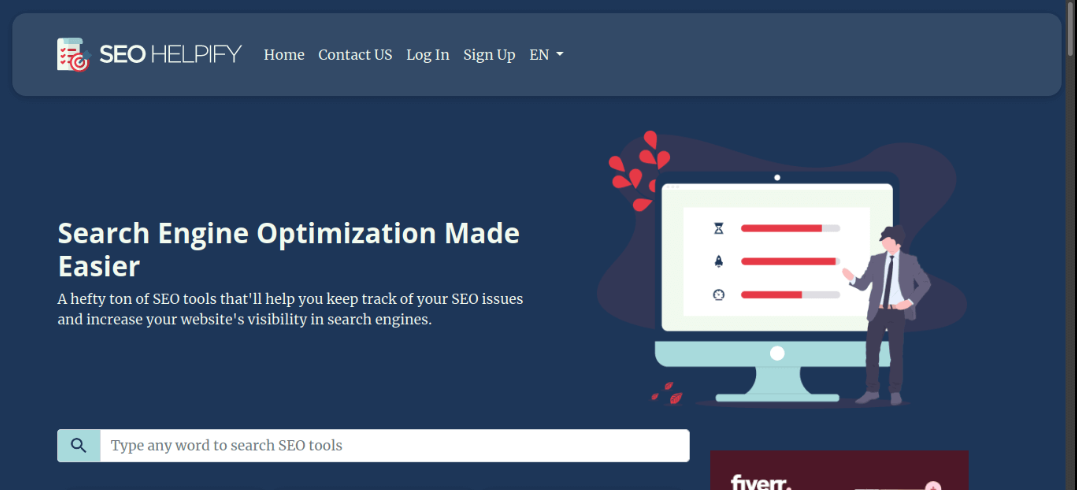 SEO HELPIFY Home Contact US Log In Sign Up EN
Search Engine Optimization Made
Easier
A hefty ton of SEO tools that'll help you keep track of your SEO issues
and increase your website's visibility in search engines.
Type any word to search SEO tools
fiverr.